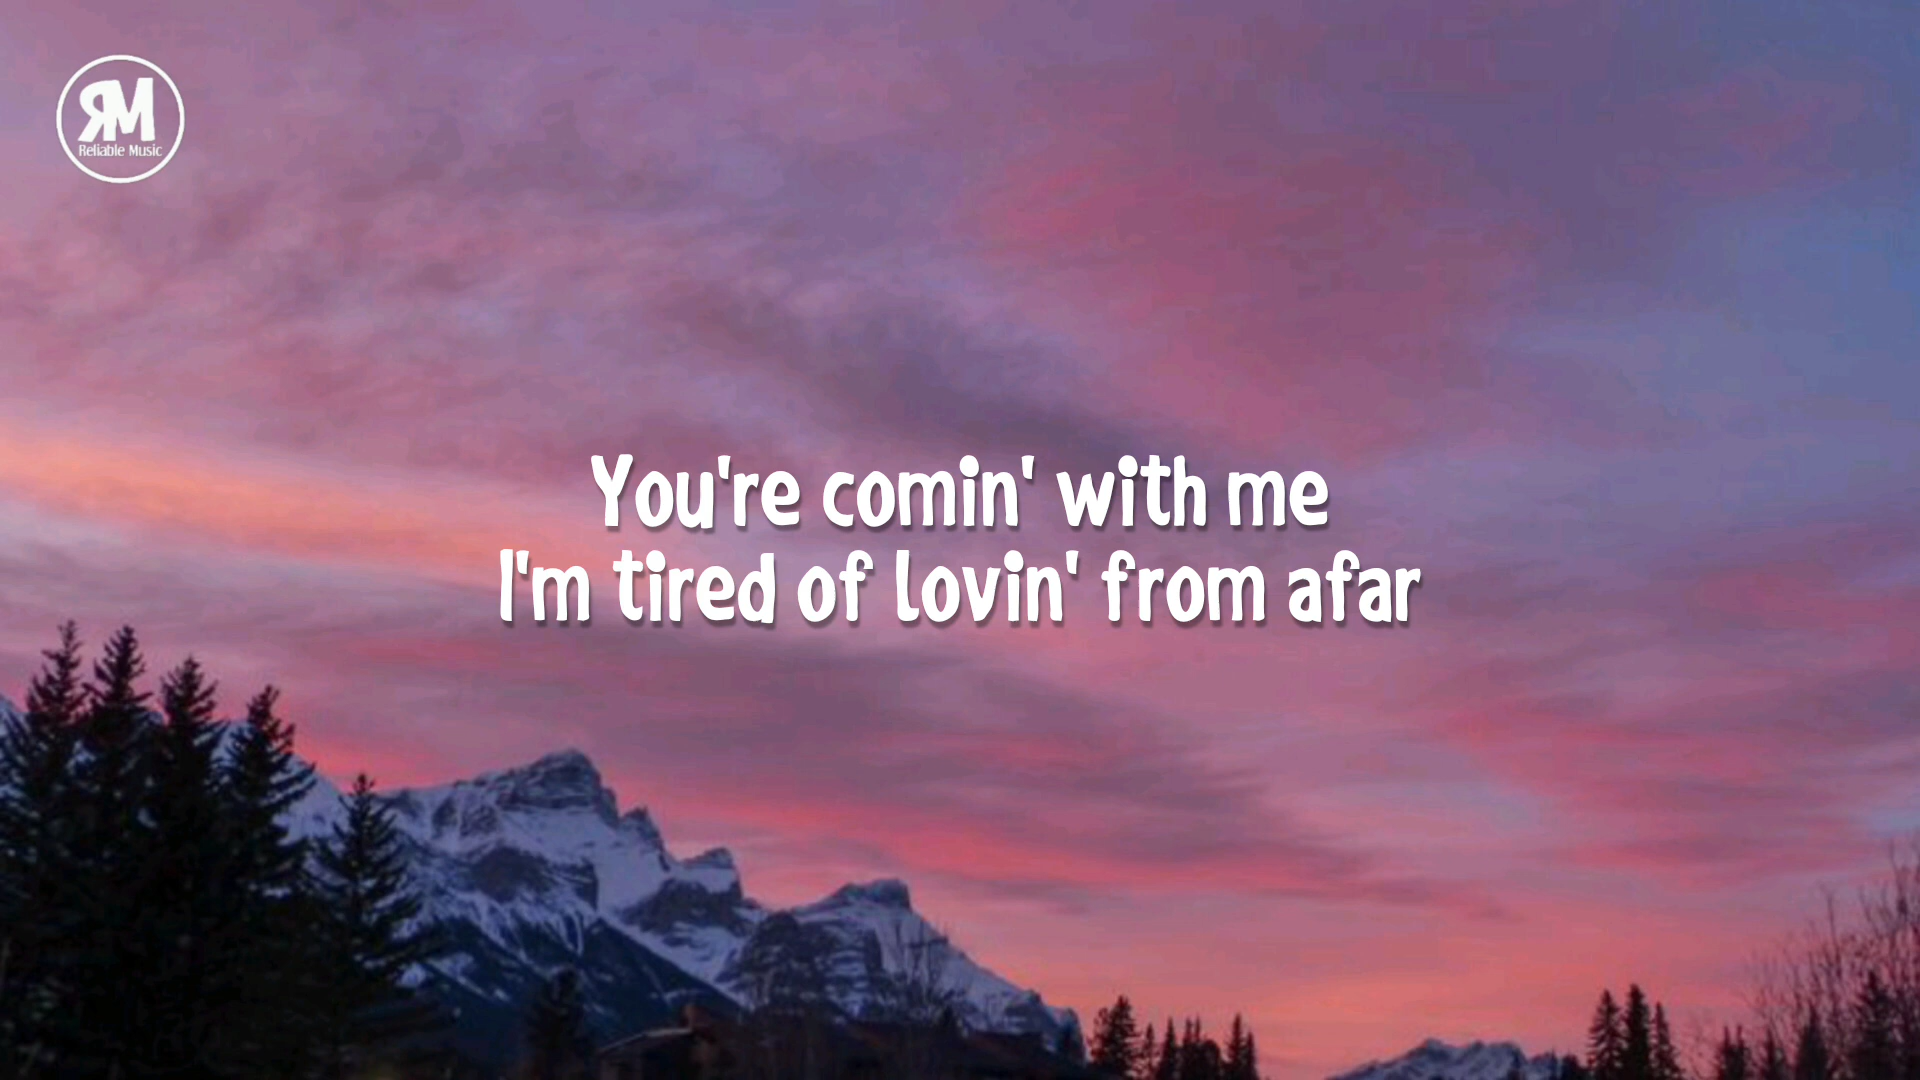 RM
Reliable Music
You're comin' with me
I'm tired of lovin' from afar